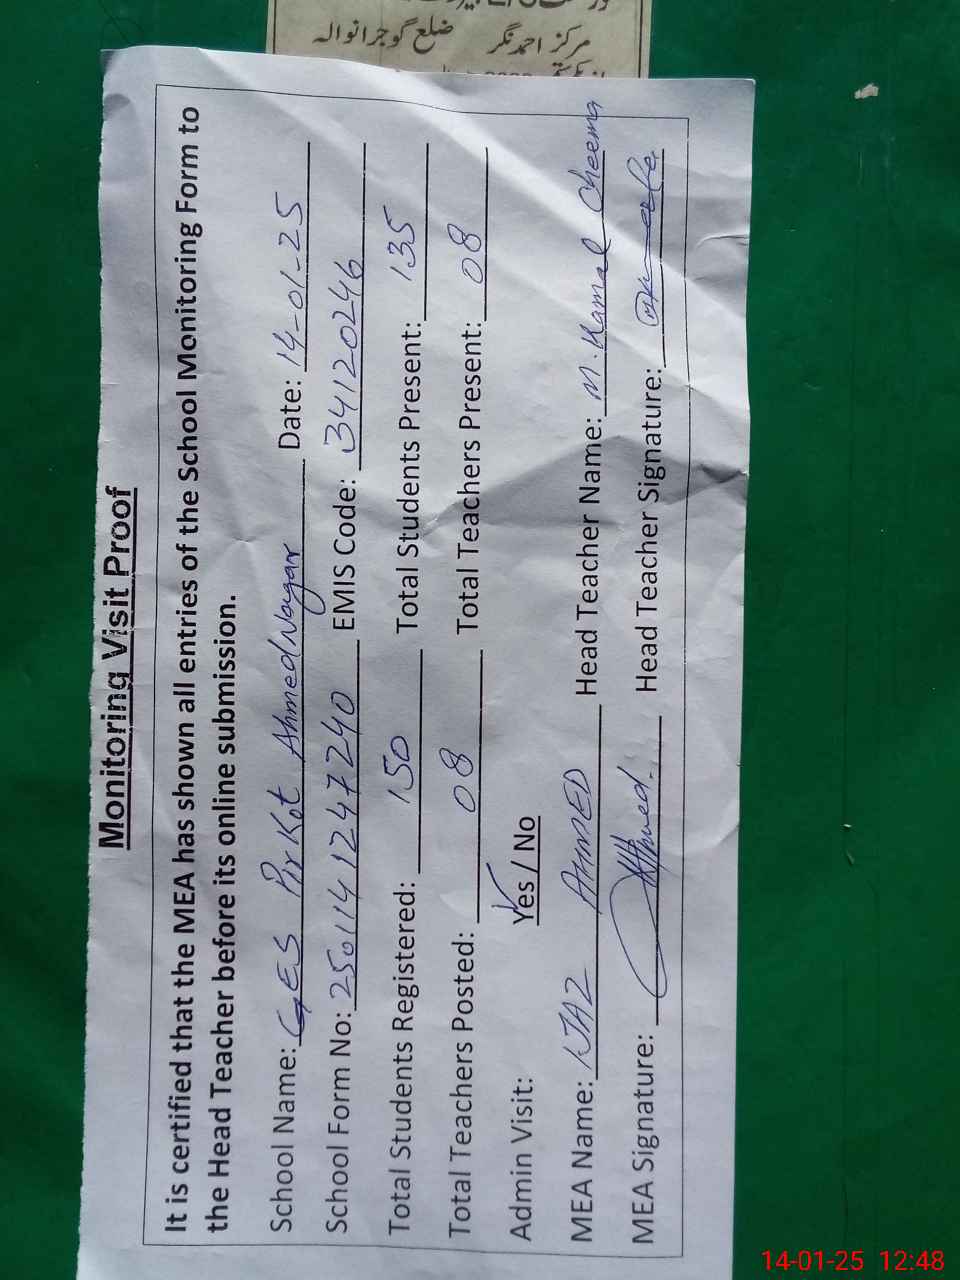 مرکز احمد نگر ضلع گوجرانوالہ
Monitoring Visit Proof
It is certified that the MEA has shown all entries of the School Monitoring Form to
the Head Teacher before its online submission.
School Name: GES Pir Kot Ahmed Nagar Date: 14-01-25
School Form No: 2501141247240 EMIS Code: 34120246
Total Students Registered: 150 Total Students Present: 135
Total Teachers Posted: 08 Total Teachers Present: 08
Admin Visit: Yes / No
MEA Name: IJAZ AHMED Head Teacher Name: M. Kamal Cheema
MEA Signature: Ahmed. Head Teacher Signature:
14-01-25 12:48